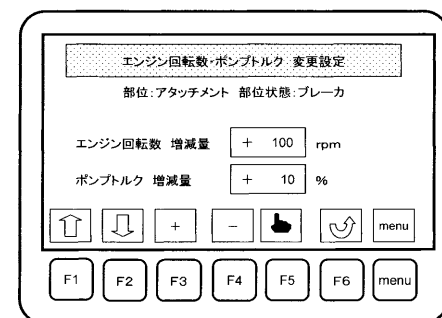 エンジン回転数・ポンプトルク 変更設定
部位:アタッチメント 部位状態:ブレーカ
エンジン回転数 増減量 + 100 rpm
ポンプトルク 増減量 + 10 %
+ − menu
F1 F2 F3 F4 F5 F6 menu